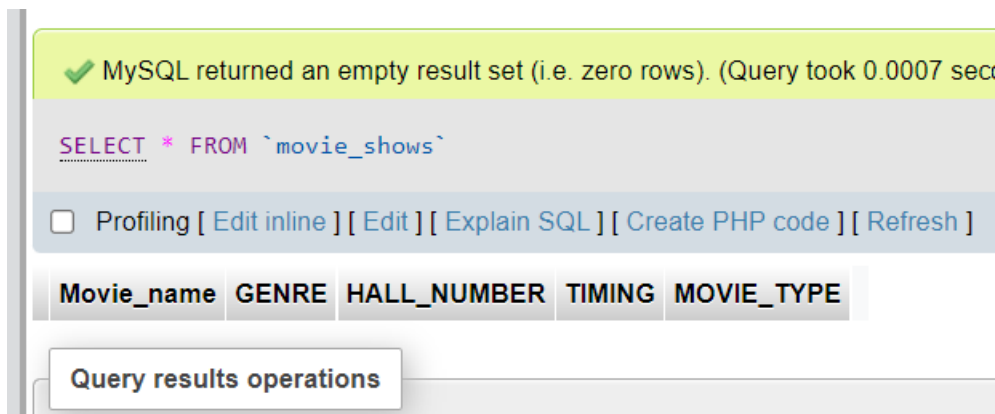 MySQL returned an empty result set (i.e. zero rows). (Query took 0.0007
SELECT * FROM `movie_shows`
Profiling [ Edit inline ] [ Edit ] [ Explain SQL ] [ Create PHP code ] [ Refresh ]
Movie_name GENRE HALL_NUMBER TIMING MOVIE_TYPE
Query results operations